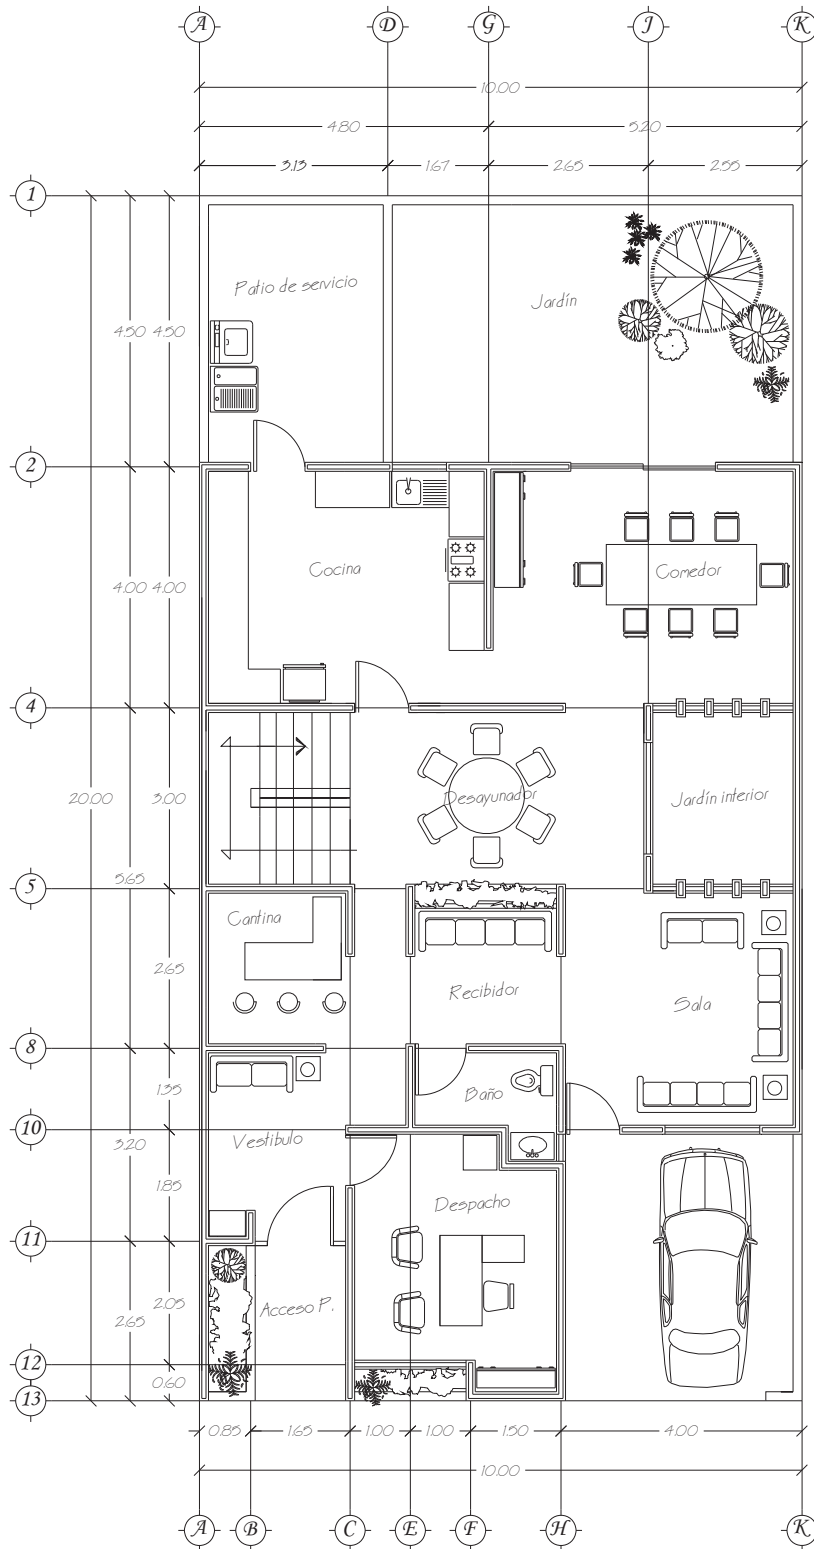 A D G J K
10.00
4.80 5.20
3.13 1.67 2.65 2.55
1
Patio de servicio
Jardín
4.50 4.50
2
Cocina
Comedor
4.00 4.00
4
20.00 3.00
Desayunador
Jardín interior
5.65
5
Cantina
2.65
Recibidor
Sala
8
1.35
Baño
10
Vestíbulo
3.20
1.85
Despacho
11
2.65 2.05
Acceso P.
12
0.60
13
0.85 1.65 1.00 1.00 1.50 4.00
10.00
A B C E F H K